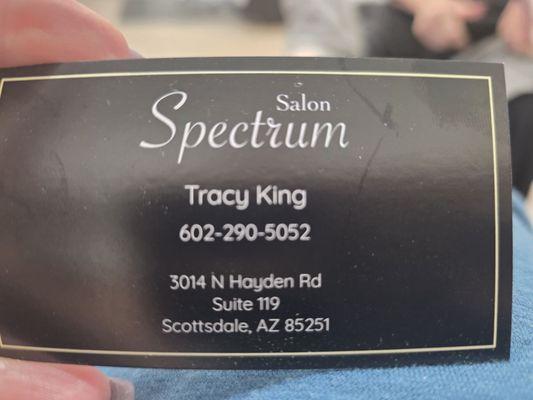 Salon
Spectrum
Tracy King
602-290-5052
3014 N Hayden Rd
Suite 119
Scottsdale, AZ 85251